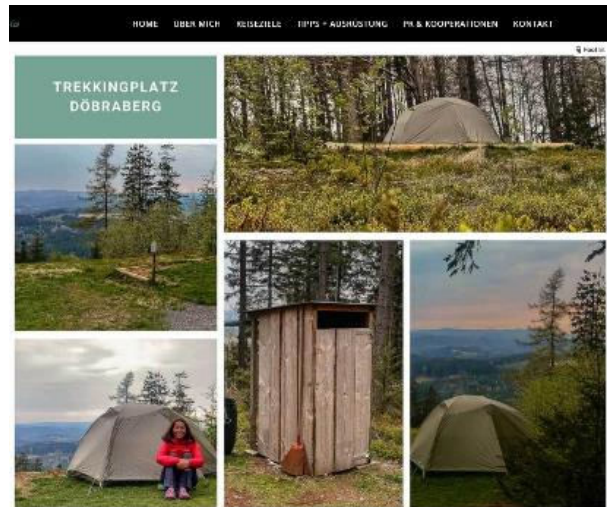 HOME ÜBER MICH REISEZIELE TIPPS + AUSRÜSTUNG PR & KOOPERATIONEN KONTAKT
TREKKINGPLATZ
DÖBRABERG